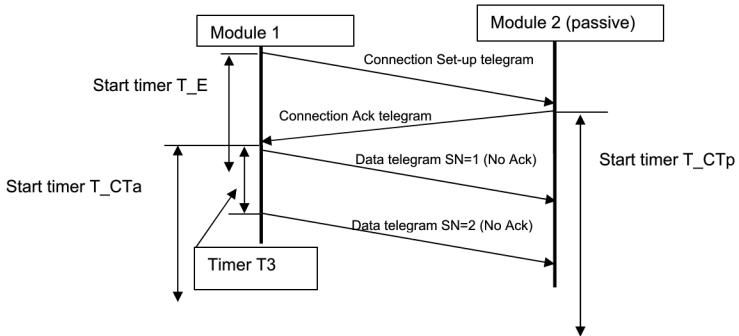 Module 1
Module 2 (passive)
Connection Set-up telegram
Start timer T_E
Connection Ack telegram
Data telegram SN=1 (No Ack)
Start timer T_CTp
Start timer T_CTa
Data telegram SN=2 (No Ack)
Timer T3